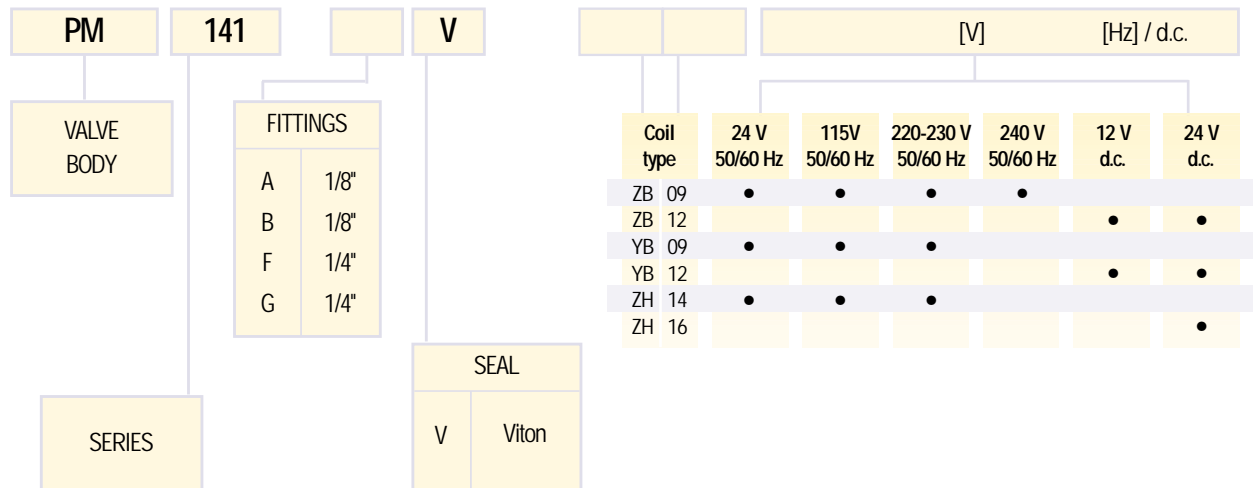 PM 141 V [V] [Hz] / d.c.
VALVE
BODY
FITTINGS
A 1/8"
B 1/8"
F 1/4"
G 1/4"
SERIES
SEAL
V Viton
Coil type 24 V 50/60 Hz 115V 50/60 Hz 220-230 V 50/60 Hz 240 V 50/60 Hz 12 V d.c. 24 V d.c.
ZB 09 ● ● ● ●
ZB 12 ● ●
YB 09 ● ● ●
YB 12 ● ●
ZH 14 ● ● ●
ZH 16 ●